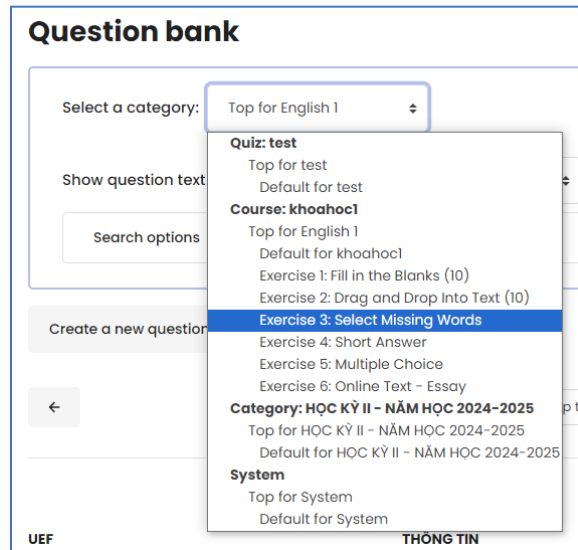 Question bank
Select a category: Top for English 1
Quiz: test
Top for test
Default for test
Show question text
Course: khoahoc1
Top for English 1
Search options
Default for khoahoc1
Exercise 1: Fill in the Blanks (10)
Exercise 2: Drag and Drop Into Text (10)
Exercise 3: Select Missing Words
Create a new question
Exercise 4: Short Answer
Exercise 5: Multiple Choice
Exercise 6: Online Text - Essay
Category: HỌC KỲ II - NĂM HỌC 2024-2025
Top for HỌC KỲ II - NĂM HỌC 2024-2025
Default for HỌC KỲ II - NĂM HỌC 2024-2025
System
Top for System
Default for System
UEF THÔNG TIN